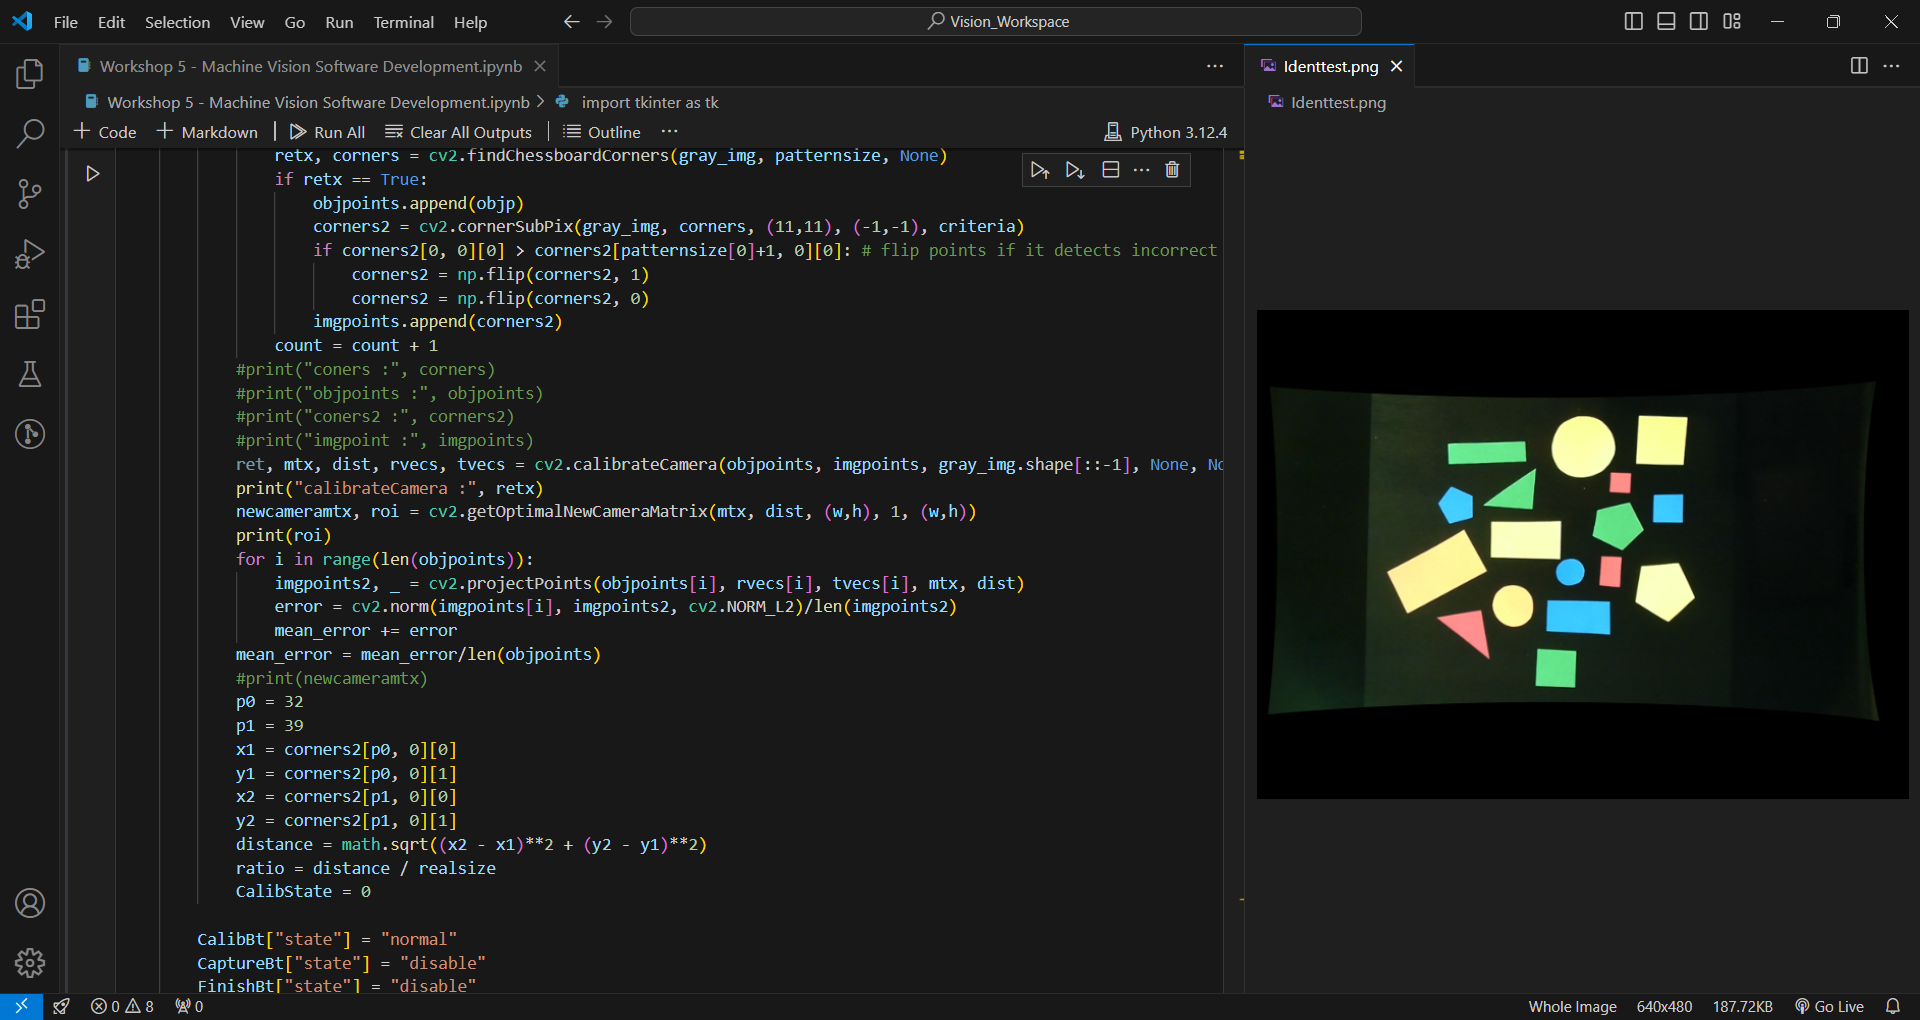 File Edit Selection View Go Run Terminal Help
Vision_Workspace
Workshop 5 - Machine Vision Software Development.ipynb
Identtest.png
Workshop 5 - Machine Vision Software Development.ipynb > import tkinter as tk
Identtest.png
+ Code + Markdown | Run All Clear All Outputs | Outline ... Python 3.12.4
retx, corners = cv2.findChessboardCorners(gray_img, patternsize, None)
if retx == True:
objpoints.append(objp)
corners2 = cv2.cornerSubPix(gray_img, corners, (11,11), (-1,-1), criteria)
if corners2[0, 0][0] > corners2[patternsize[0]+1, 0][0]: # flip points if it detects incorrect
corners2 = np.flip(corners2, 1)
corners2 = np.flip(corners2, 0)
imgpoints.append(corners2)
count = count + 1
#print("coners :", corners)
#print("objpoints :", objpoints)
#print("coners2 :", corners2)
#print("imgpoint :", imgpoints)
ret, mtx, dist, rvecs, tvecs = cv2.calibrateCamera(objpoints, imgpoints, gray_img.shape[::-1], None, No
print("calibrateCamera :", retx)
newcameramtx, roi = cv2.getOptimalNewCameraMatrix(mtx, dist, (w,h), 1, (w,h))
print(roi)
for i in range(len(objpoints)):
imgpoints2, _ = cv2.projectPoints(objpoints[i], rvecs[i], tvecs[i], mtx, dist)
error = cv2.norm(imgpoints[i], imgpoints2, cv2.NORM_L2)/len(imgpoints2)
mean_error += error
mean_error = mean_error/len(objpoints)
#print(newcameramtx)
p0 = 32
p1 = 39
x1 = corners2[p0, 0][0]
y1 = corners2[p0, 0][1]
x2 = corners2[p1, 0][0]
y2 = corners2[p1, 0][1]
distance = math.sqrt((x2 - x1)**2 + (y2 - y1)**2)
ratio = distance / realsize
CalibState = 0
CalibBt["state"] = "normal"
CaptureBt["state"] = "disable"
FinishBt["state"] = "disable"
0 8 0 Whole Image 640x480 187.72KB Go Live